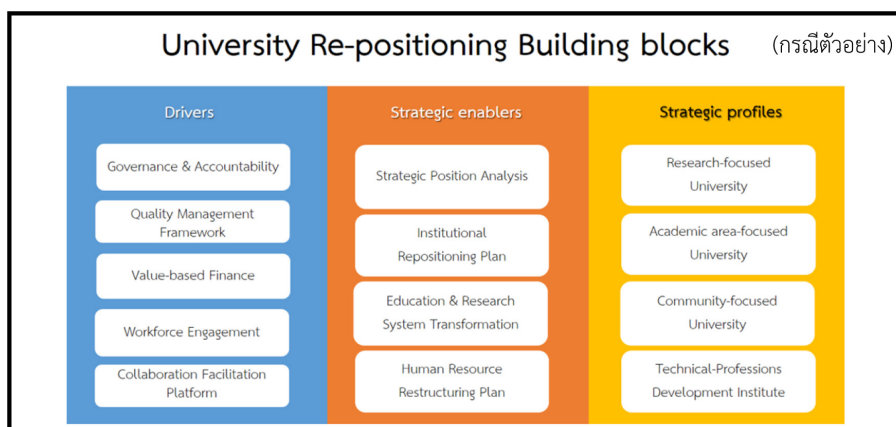 University Re-positioning Building blocks
(กรณีตัวอย่าง)
Drivers
Governance & Accountability
Quality Management
Framework
Value-based Finance
Workforce Engagement
Collaboration Facilitation
Platform
Strategic enablers
Strategic Position Analysis
Institutional
Repositioning Plan
Education & Research
System Transformation
Human Resource
Restructuring Plan
Strategic profiles
Research-focused
University
Academic area-focused
University
Community-focused
University
Technical-Professions
Development Institute